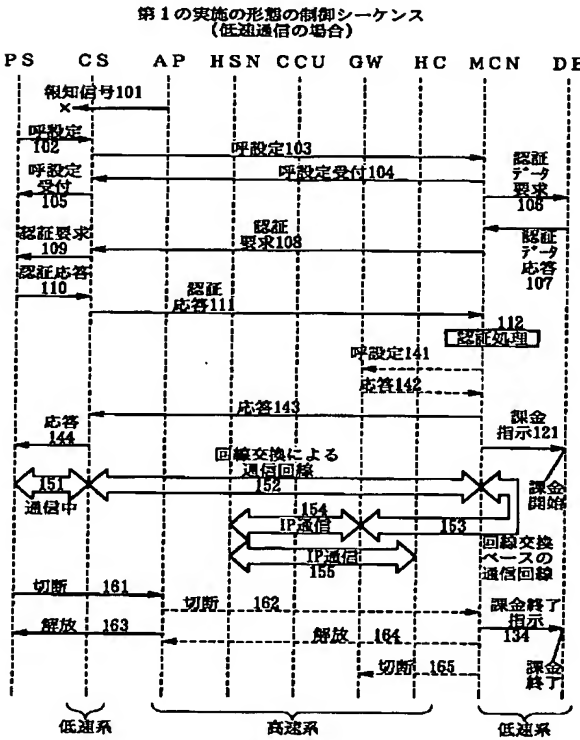 第１の実施の形態の制御シーケンス
(低速通信の場合)
PS CS AP HSN CCU GW HC MCN DB
報知信号101
呼設定
102
呼設定103
認証
データ
要求
106
呼設定
受付
105
呼設定受付104
認証要求
109
認証
要求108
認証
データ
応答
107
認証応答
110
認証
応答111
112
認証処理
呼設定141
応答142
応答143
応答
144
課金
指示121
回線交換による
通信回線
151
152
課金
開始
通信中
154
IP通信
153
回線交換
ベースの
通信回線
IP通信
155
切断 161
切断 162
課金終了
指示
134
解放 163
解放 164
切断 165
課金
終了
低速系
高速系
低速系